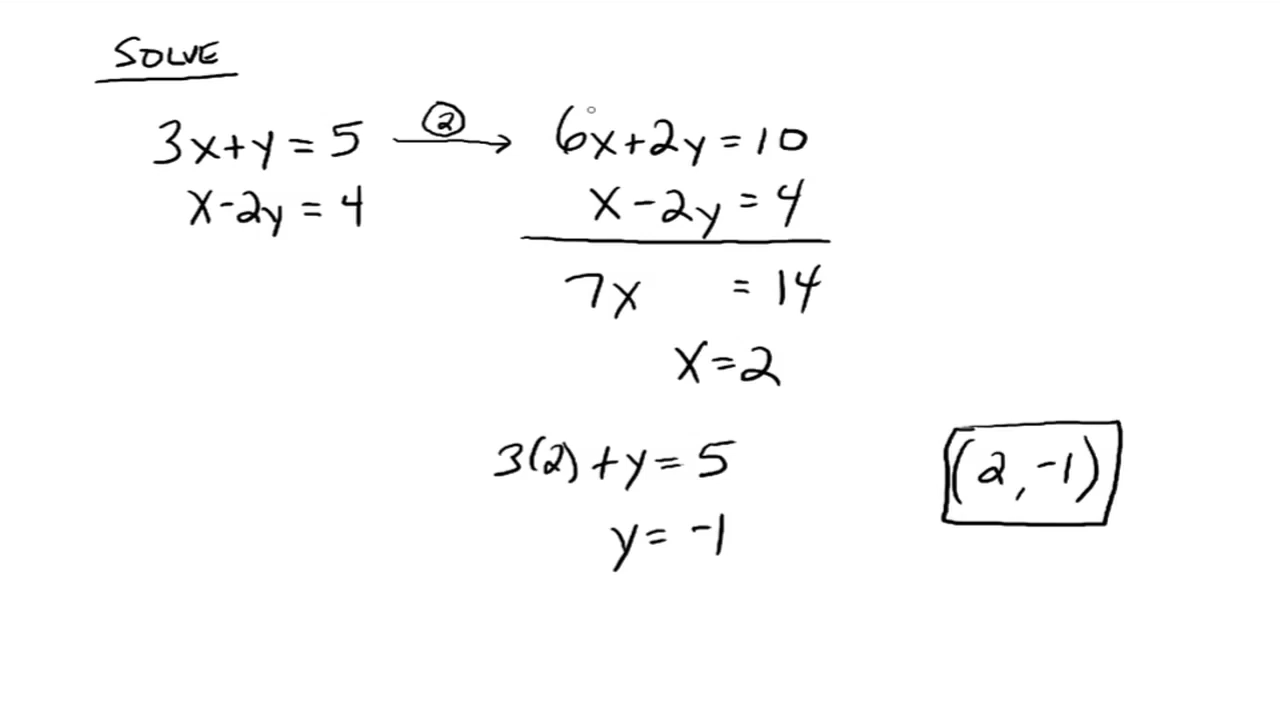 SOLVE
3x+y=5 ② → 6x+2y=10
x-2y=4 x-2y=4
7x =14
x=2
3(2)+y=5
(2,-1)
y=-1